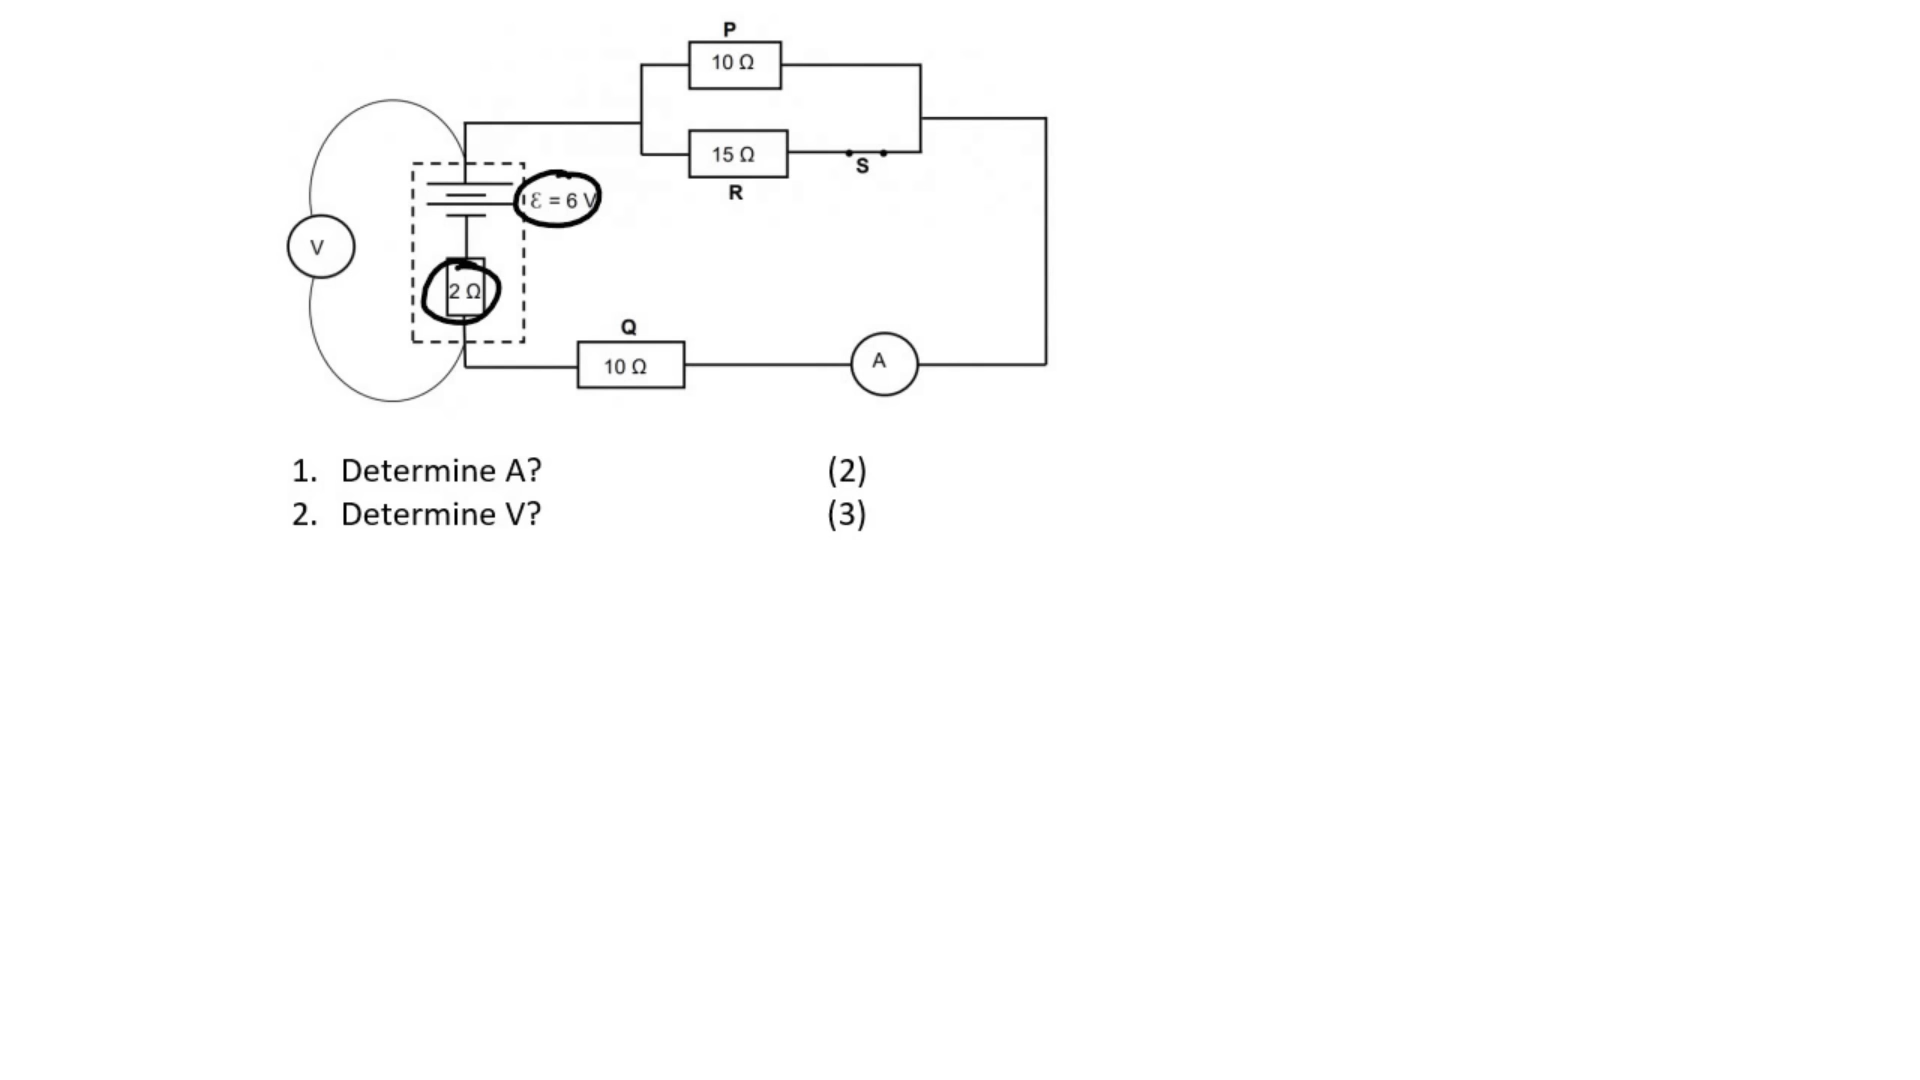 P
10 Ω
15 Ω
S
R
ℰ = 6 V
V
2 Ω
Q
10 Ω
A
1. Determine A? (2)
2. Determine V? (3)